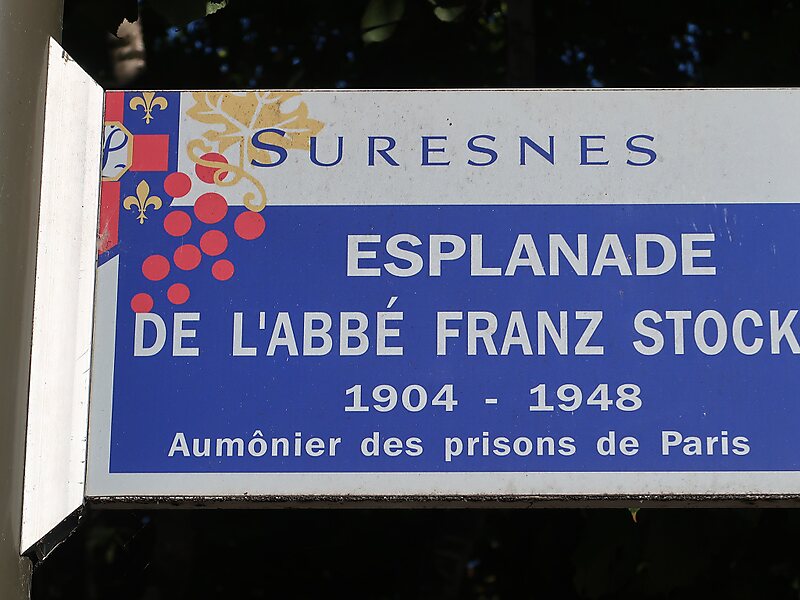 SURESNES
ESPLANADE
DE L'ABBÉ FRANZ STOCK
1904 - 1948
Aumônier des prisons de Paris